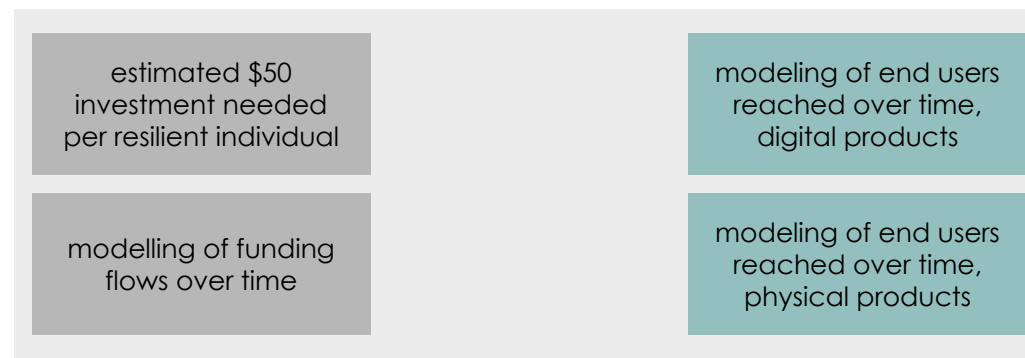 estimated $50
investment needed
per resilient individual
modeling of end users
reached over time,
digital products
modelling of funding
flows over time
modeling of end users
reached over time,
physical products